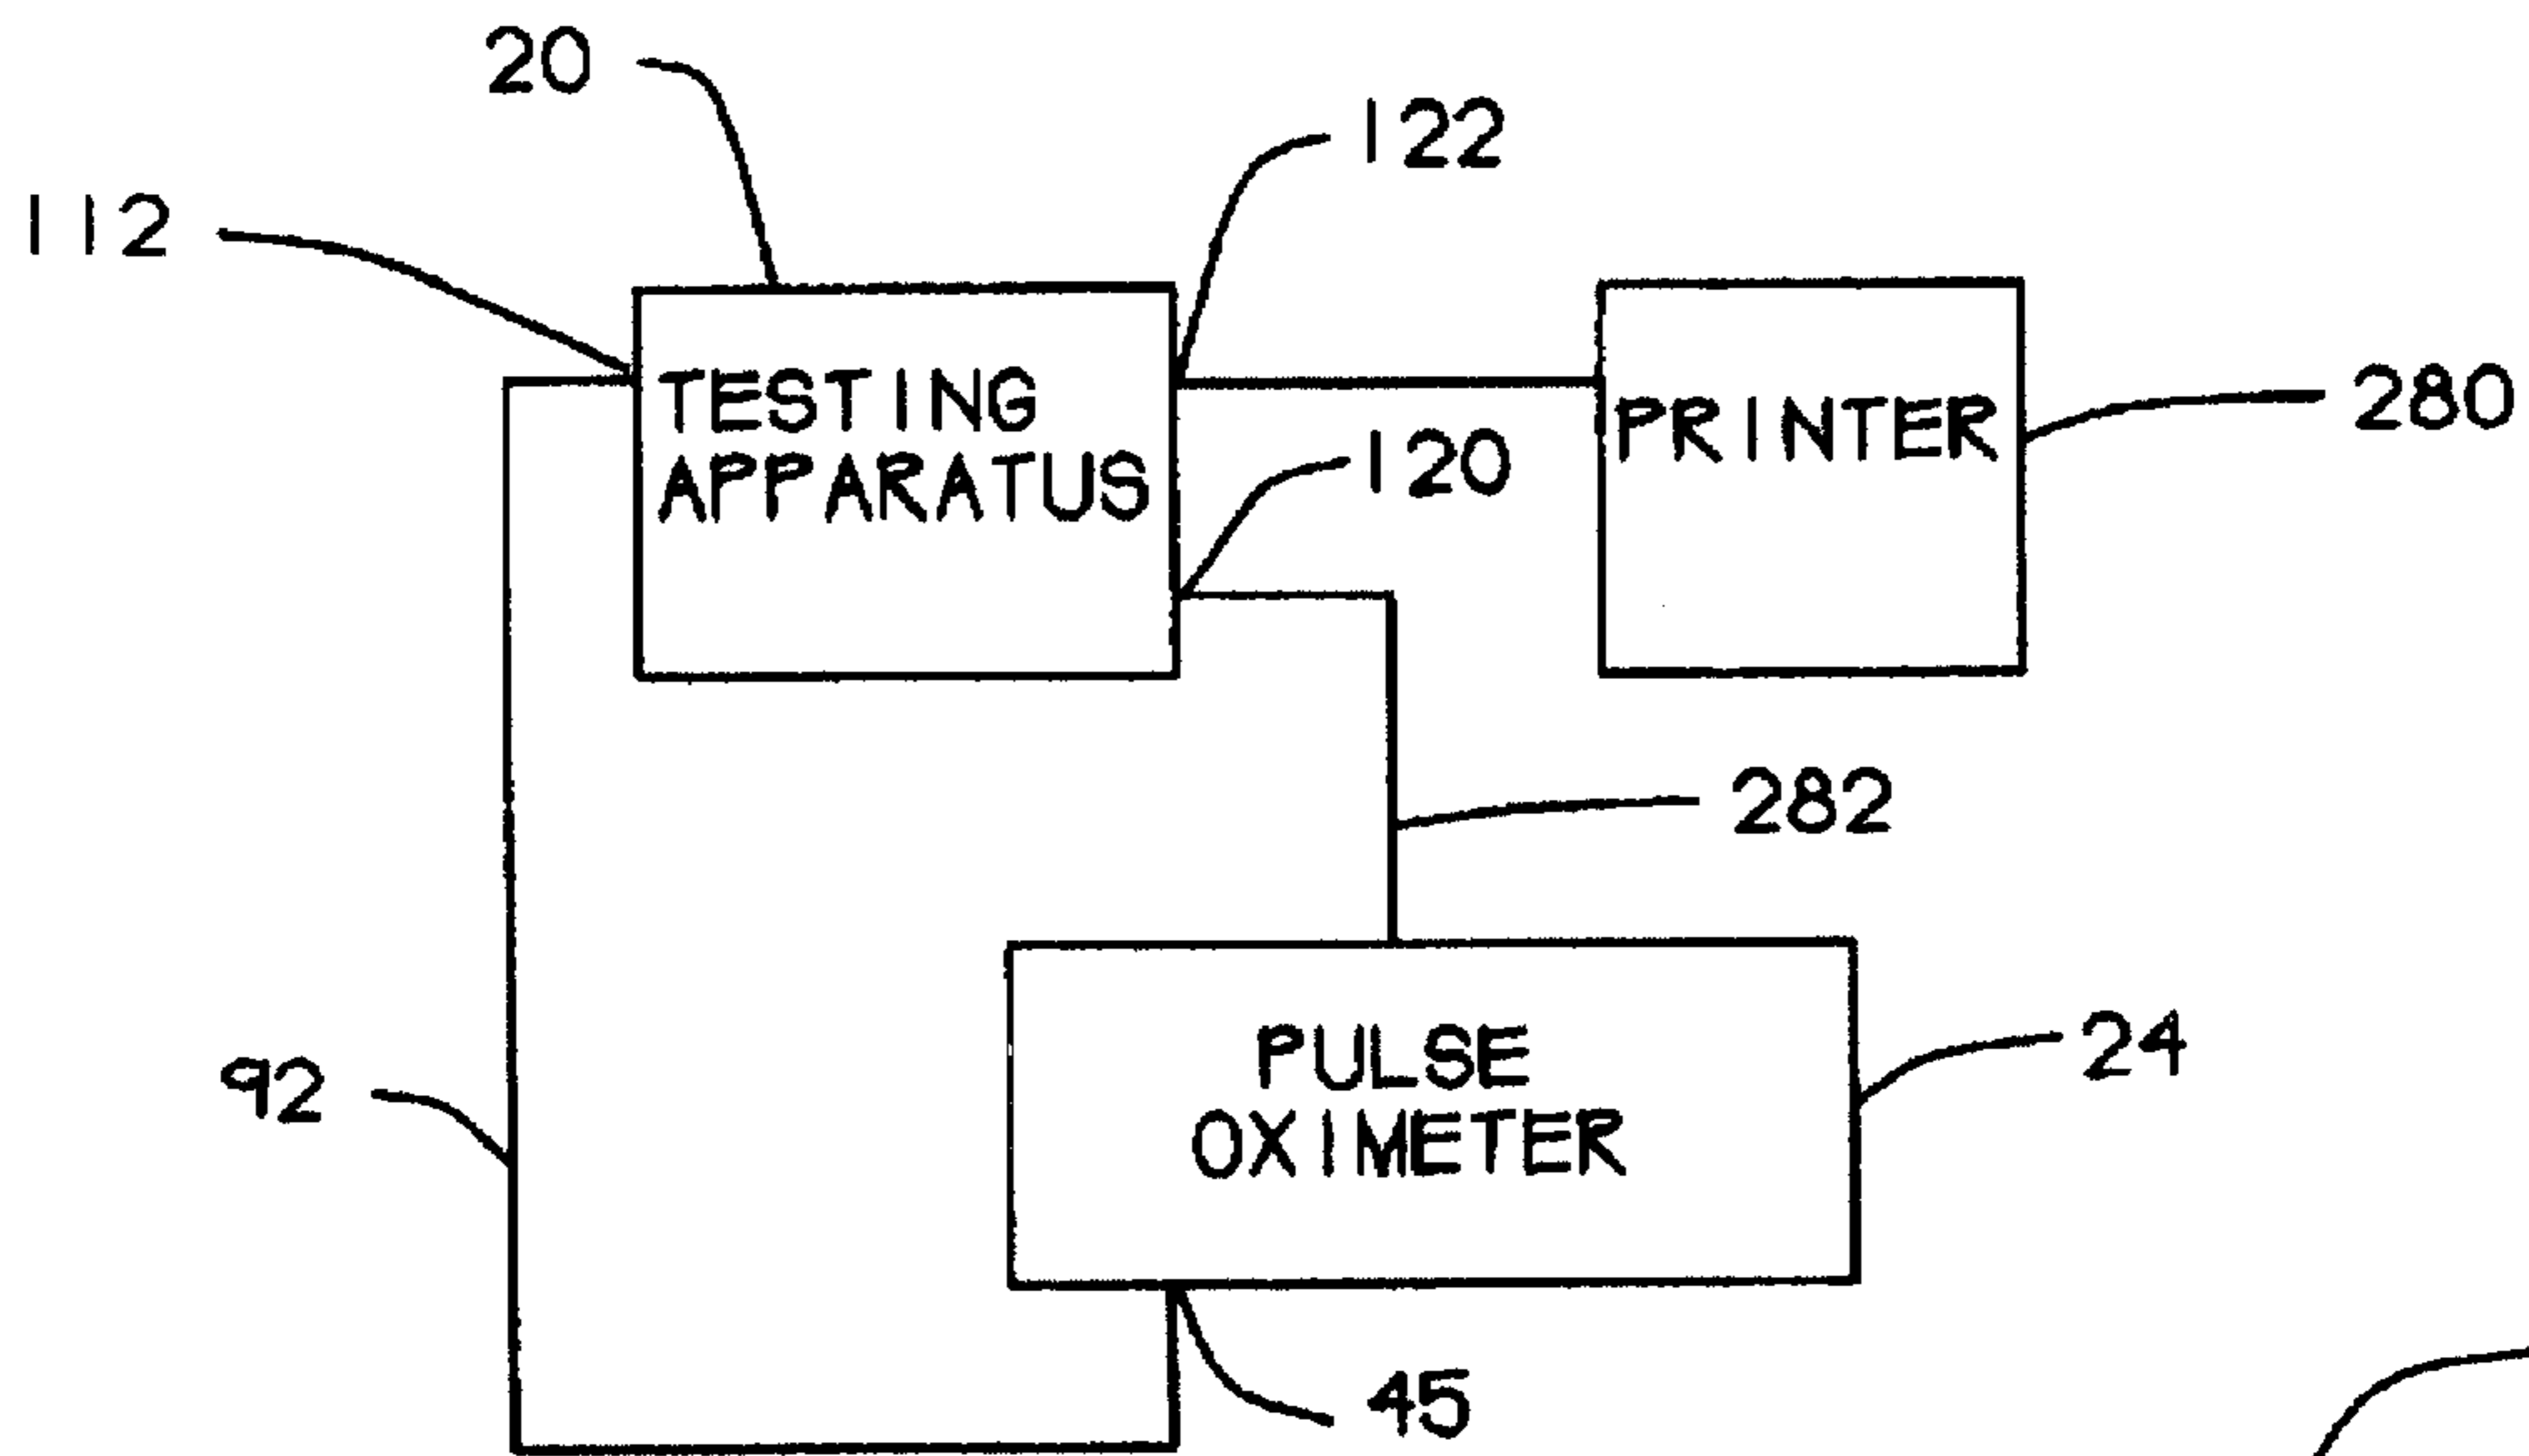 20
122
112
TESTING
APPARATUS
PRINTER
280
120
282
PULSE
OXIMETER
24
92
45